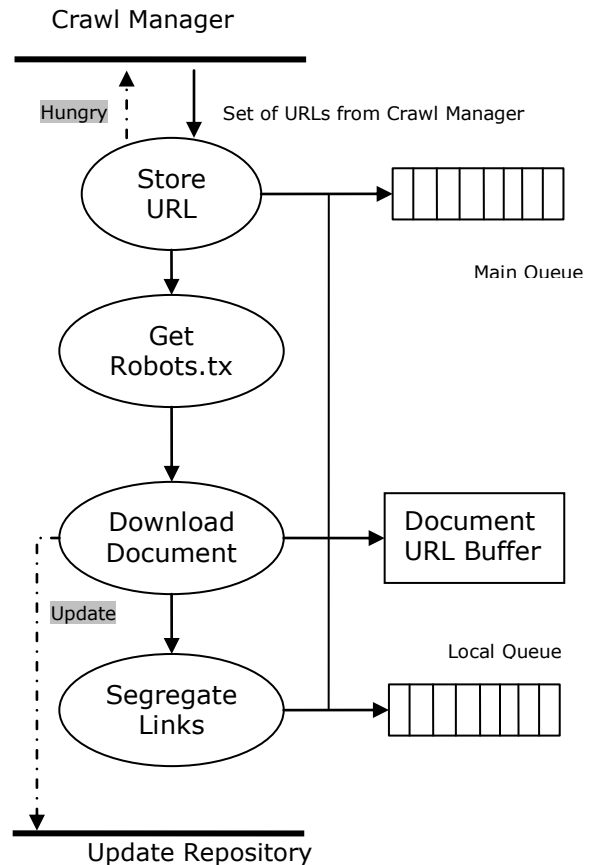 Crawl Manager
Hungry
Set of URLs from Crawl Manager
Store
URL
Main Queue
Get
Robots.tx
Download
Document
Document
URL Buffer
Update
Local Queue
Segregate
Links
Update Repository